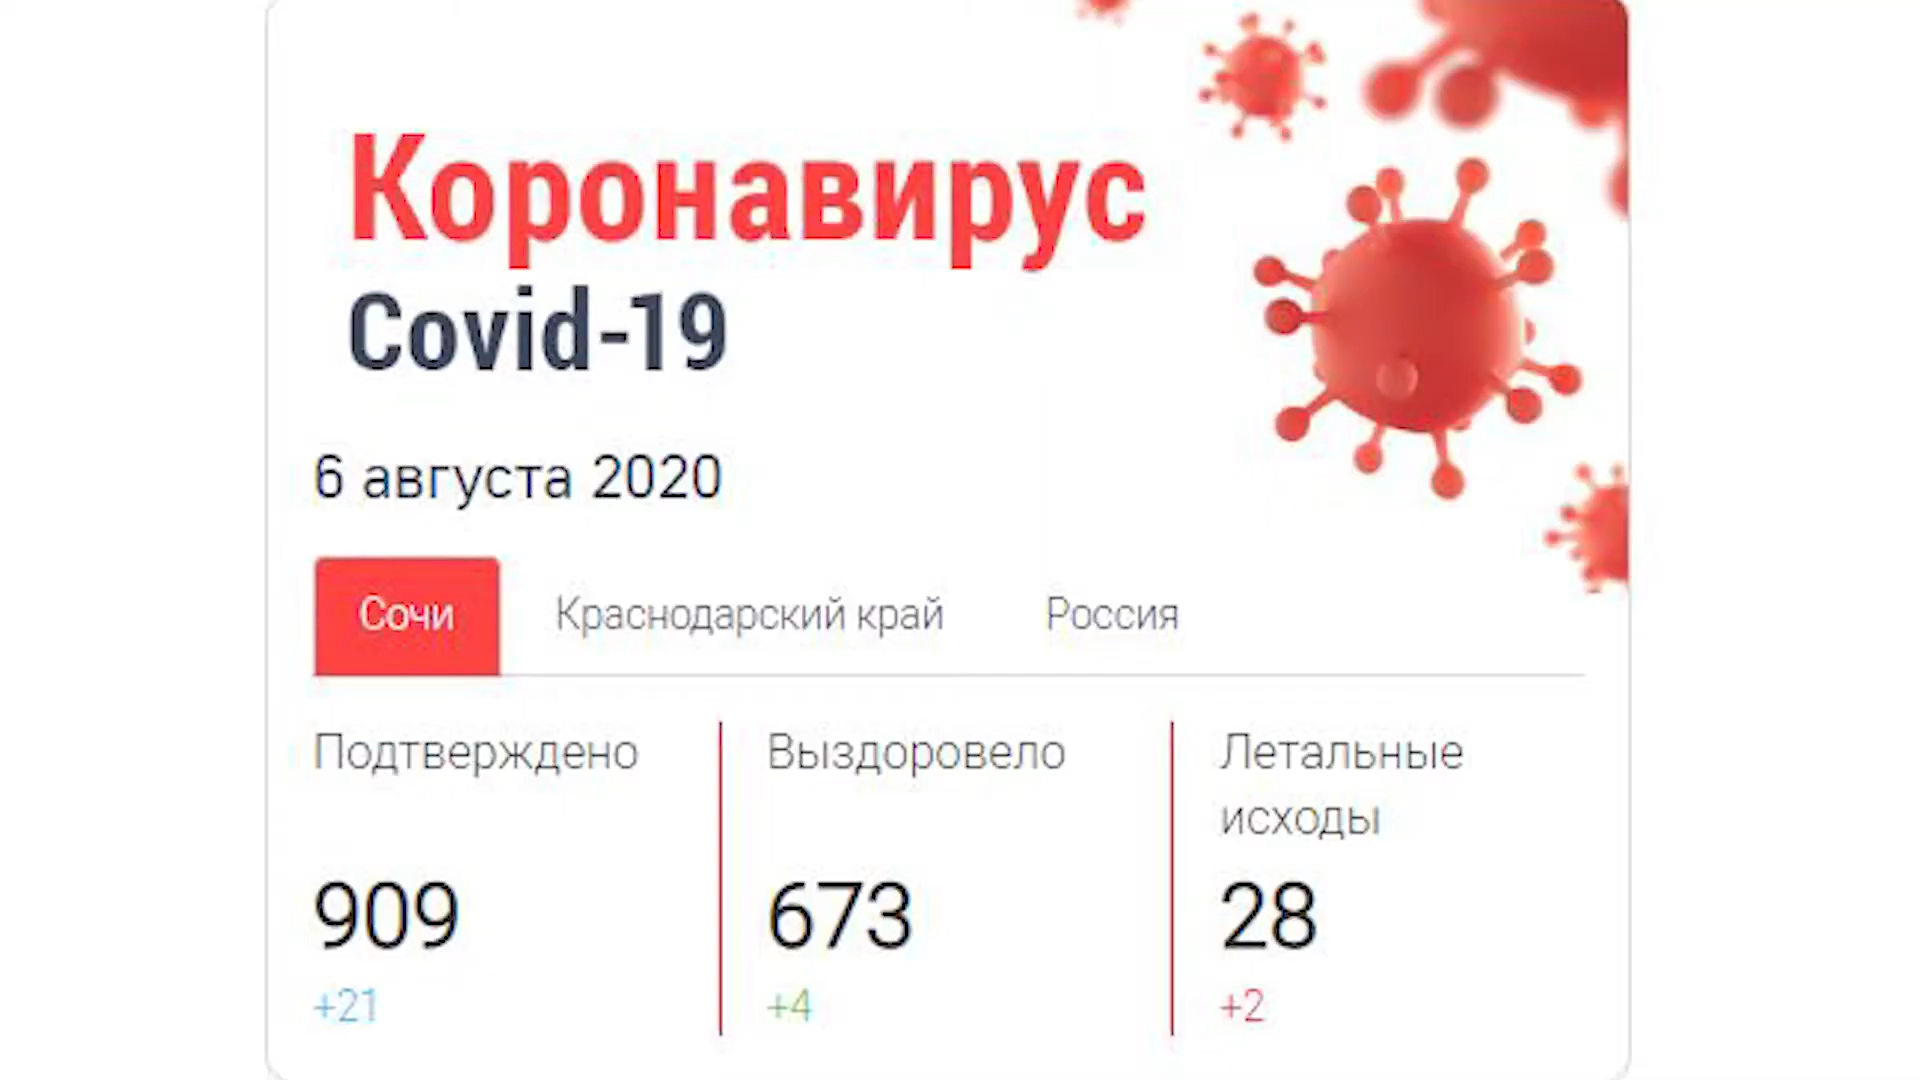 Коронавирус
Covid-19
6 августа 2020
Сочи Краснодарский край Россия
Подтверждено Выздоровело Летальные
исходы
909 673 28
+21 +4 +2